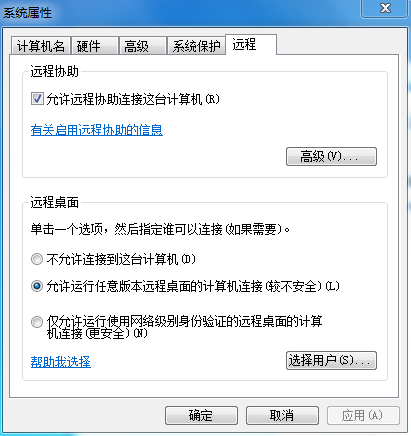 系统属性
计算机名 硬件 高级 系统保护 远程
远程协助
允许远程协助连接这台计算机(R)
有关启用远程协助的信息
高级(V)...
远程桌面
单击一个选项，然后指定谁可以连接(如果需要)。
不允许连接到这台计算机(D)
允许运行任意版本远程桌面的计算机连接(较不安全)(L)
仅允许运行使用网络级别身份验证的远程桌面的计算
机连接(更安全)(N)
帮助我选择 选择用户(S)...
确定 取消 应用(A)